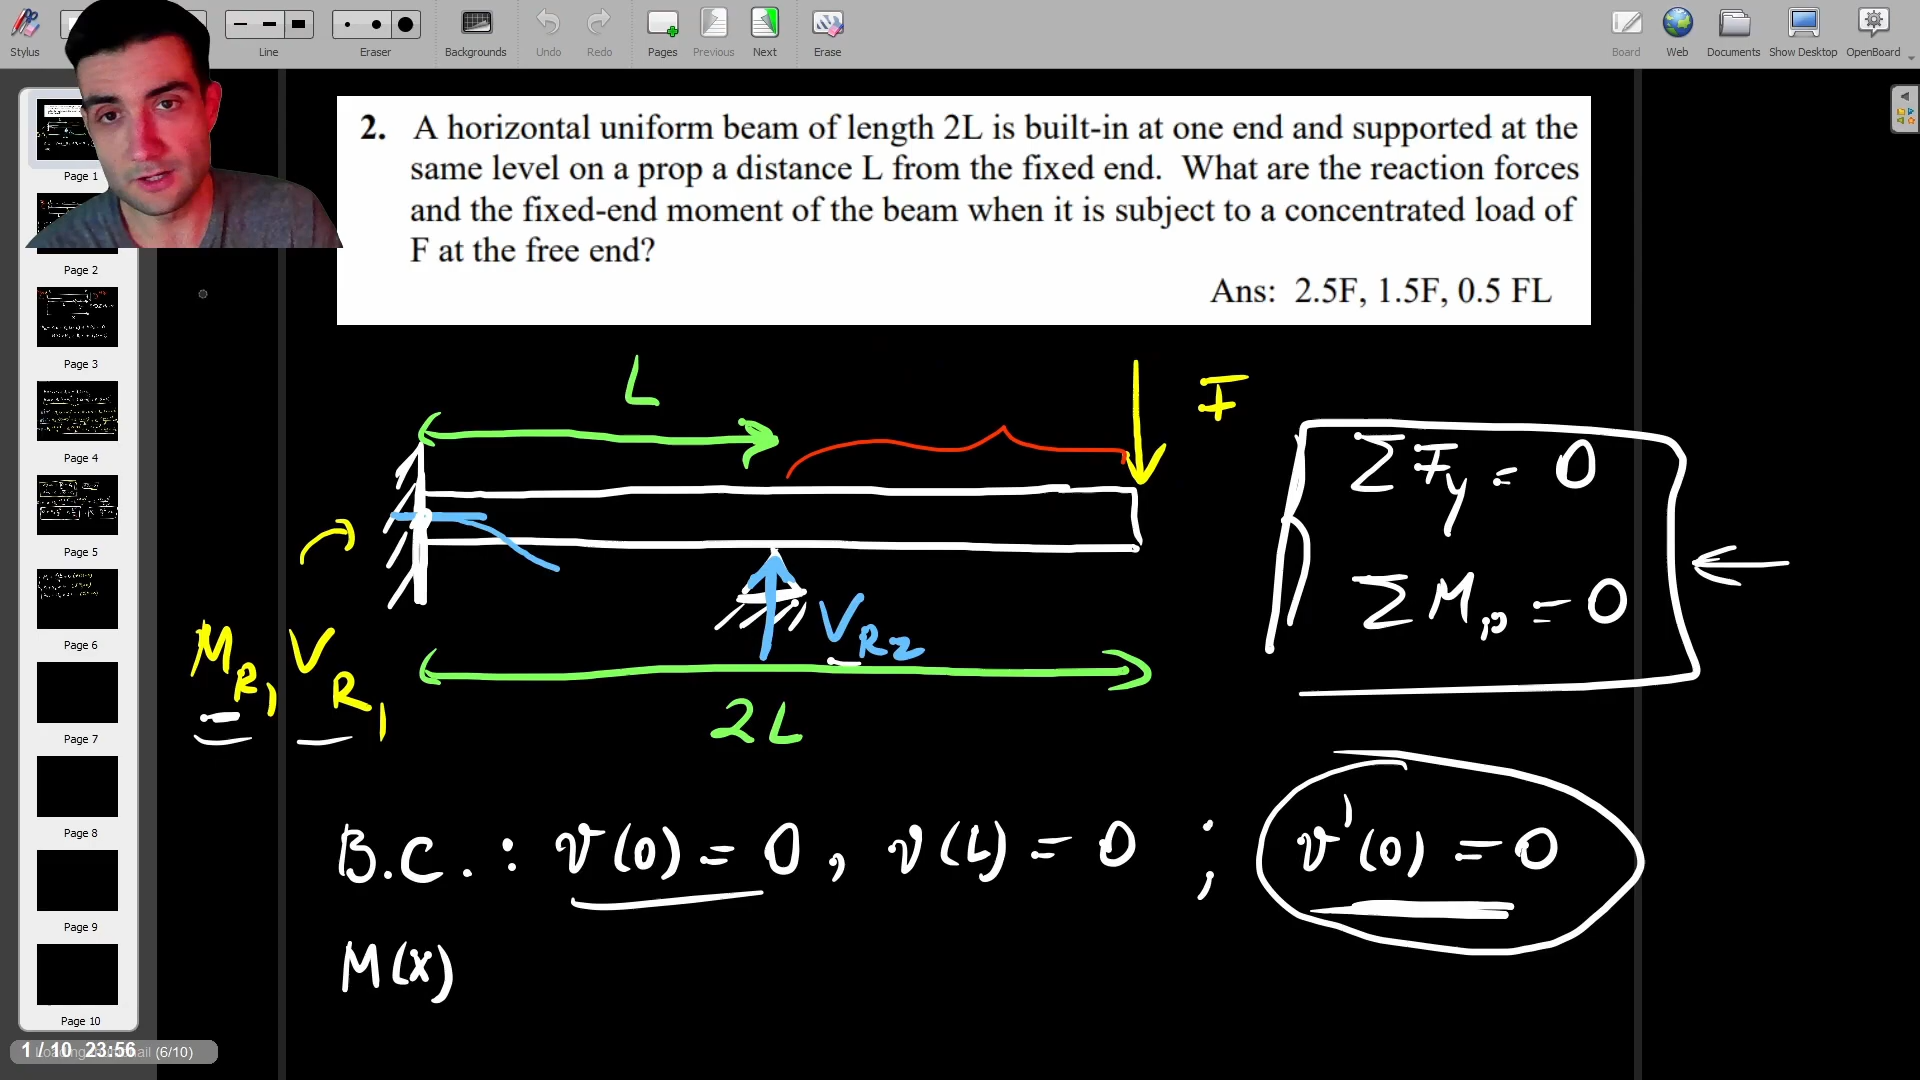 Stylus
Line
Eraser
Backgrounds
Undo
Redo
Pages
Previous
Next
Erase
Board
Web
Documents
Show Desktop
OpenBoard
Page 1
Page 2
Page 3
Page 4
Page 5
Page 6
Page 7
Page 8
Page 9
Page 10
1 / 10 23:56
(6/10)
2. A horizontal uniform beam of length 2L is built-in at one end and supported at the
same level on a prop a distance L from the fixed end. What are the reaction forces
and the fixed-end moment of the beam when it is subject to a concentrated load of
F at the free end?
Ans: 2.5F, 1.5F, 0.5 FL
L
F
ΣFy = 0
ΣM = 0
VR2
MR, VR1
2L
B.C. : v(0) = 0, v(L) = 0 ; v'(0) = 0
M(x)